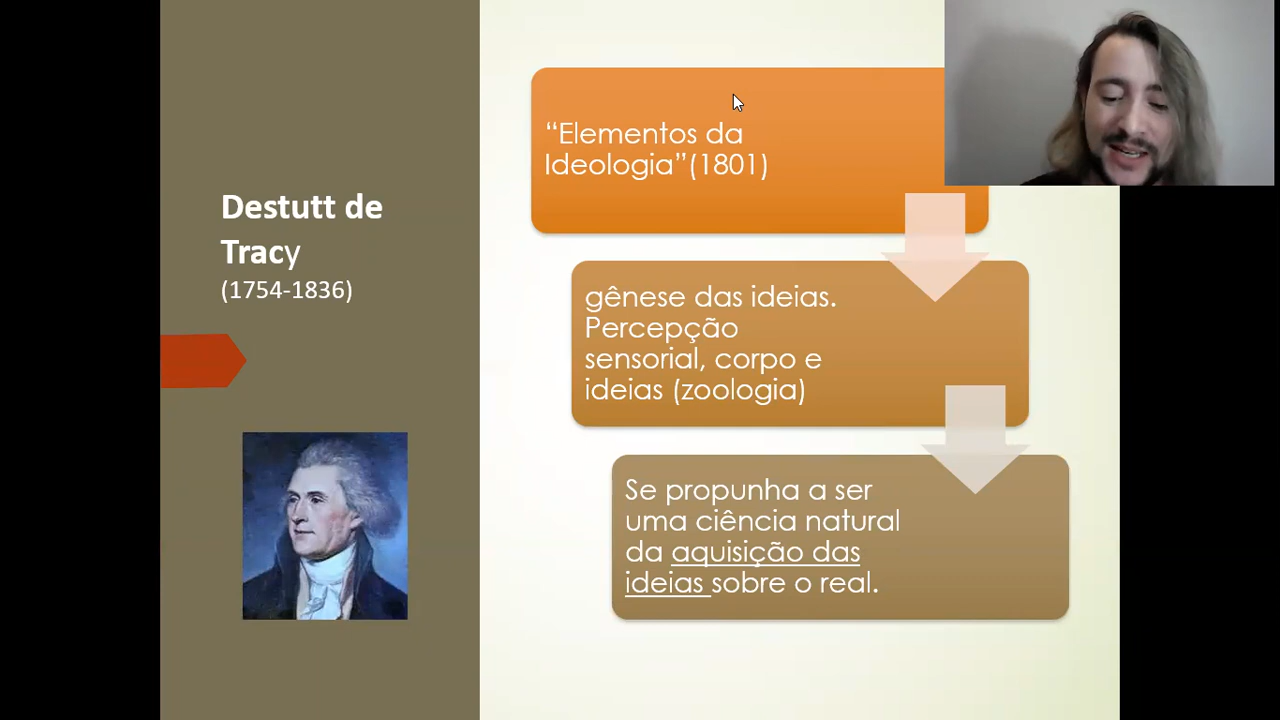 Destutt de
Tracy
(1754-1836)
“Elementos da
Ideologia”(1801)
gênese das ideias.
Percepção
sensorial, corpo e
ideias (zoologia)
Se propunha a ser
uma ciência natural
da aquisição das
ideias sobre o real.